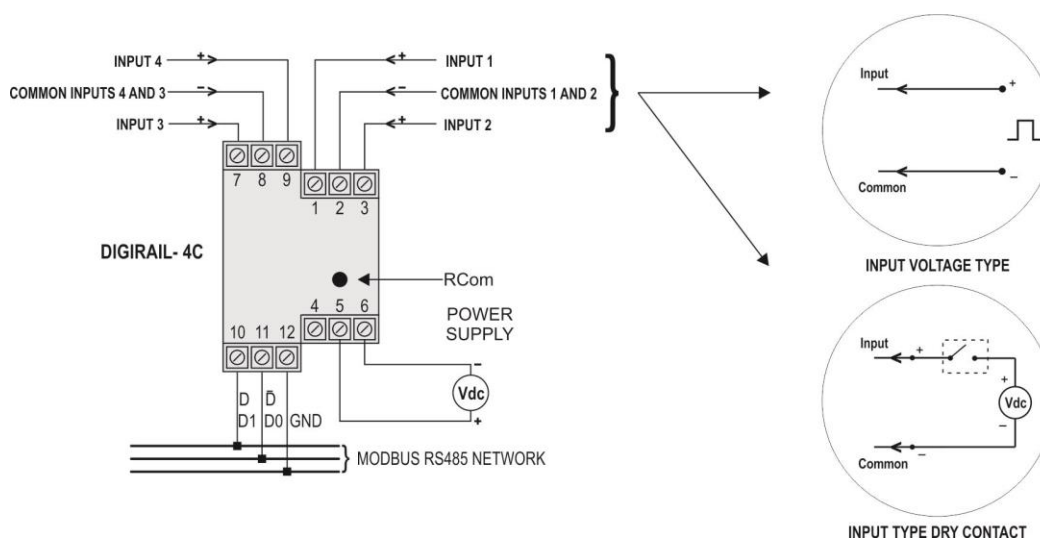 INPUT 4
COMMON INPUTS 4 AND 3
INPUT 3
INPUT 1
COMMON INPUTS 1 AND 2
INPUT 2
+ - +
+ - +
7 8 9
1 2 3
DIGIRAIL- 4C
RCom
POWER
SUPPLY
4 5 6
10 11 12
-
Vdc
+
D D̄
D1 D0 GND
MODBUS RS485 NETWORK
Input
+
–
Common
INPUT VOLTAGE TYPE
Input
+
+
Vdc
–
–
Common
INPUT TYPE DRY CONTACT